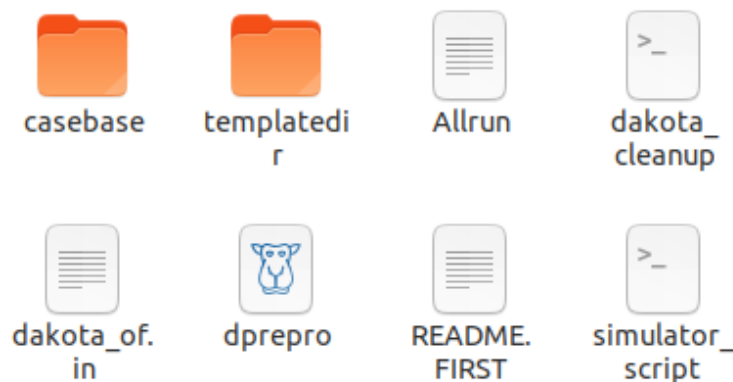 casebase templatedi Allrun dakota_
r cleanup
dakota_of. dprepro README. simulator_
in FIRST script